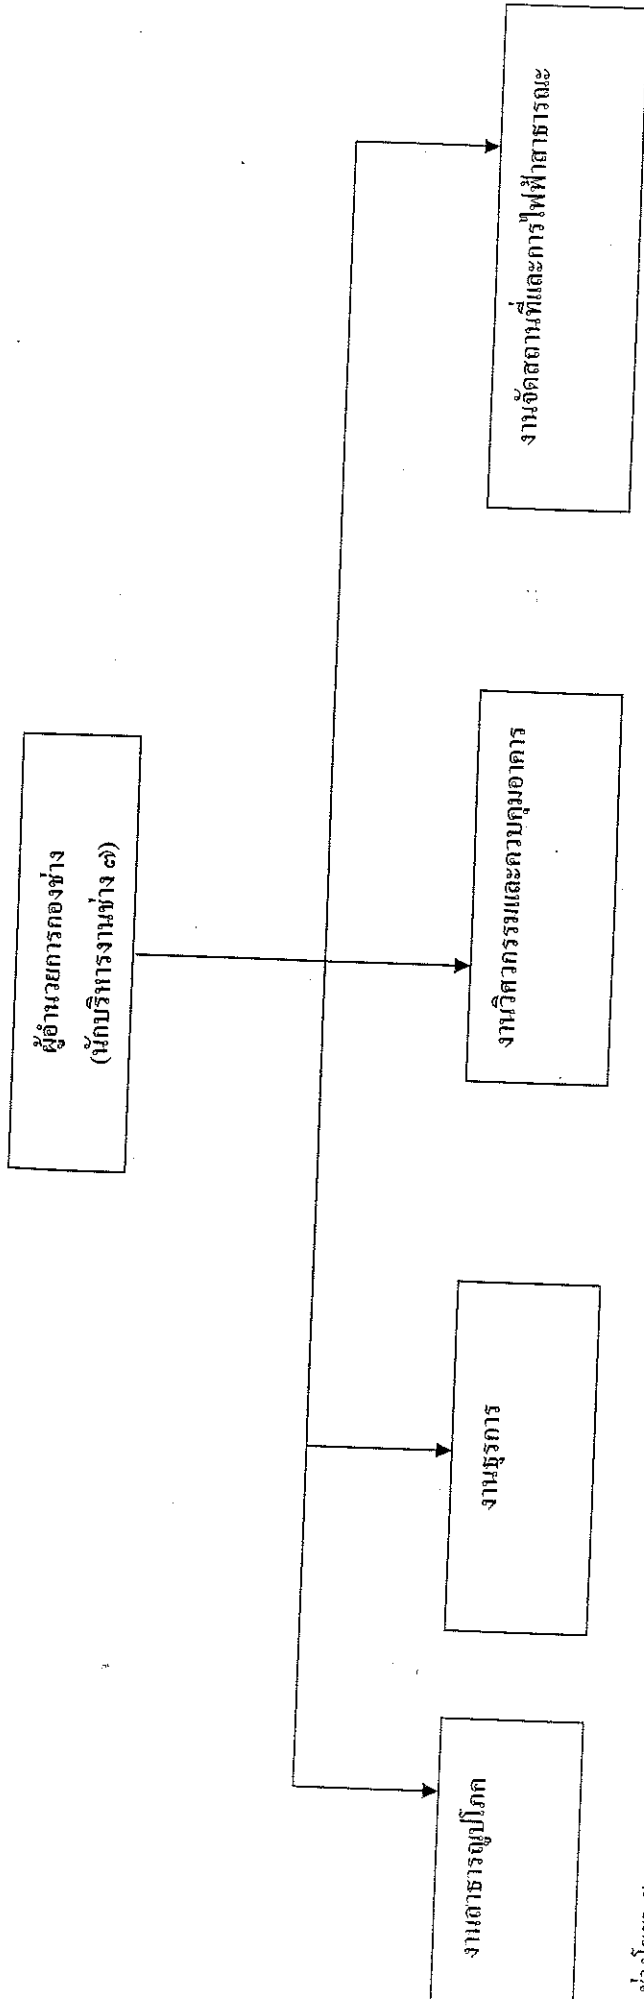 ผู้อำนวยการกองช่าง
(นักบริหารงานช่าง ๗)
งานสาธารณูปโภค
งานธุรการ
งานวิศวกรรมและควบคุมอาคาร
งานจัดสถานที่และการไฟฟ้าสาธารณะ